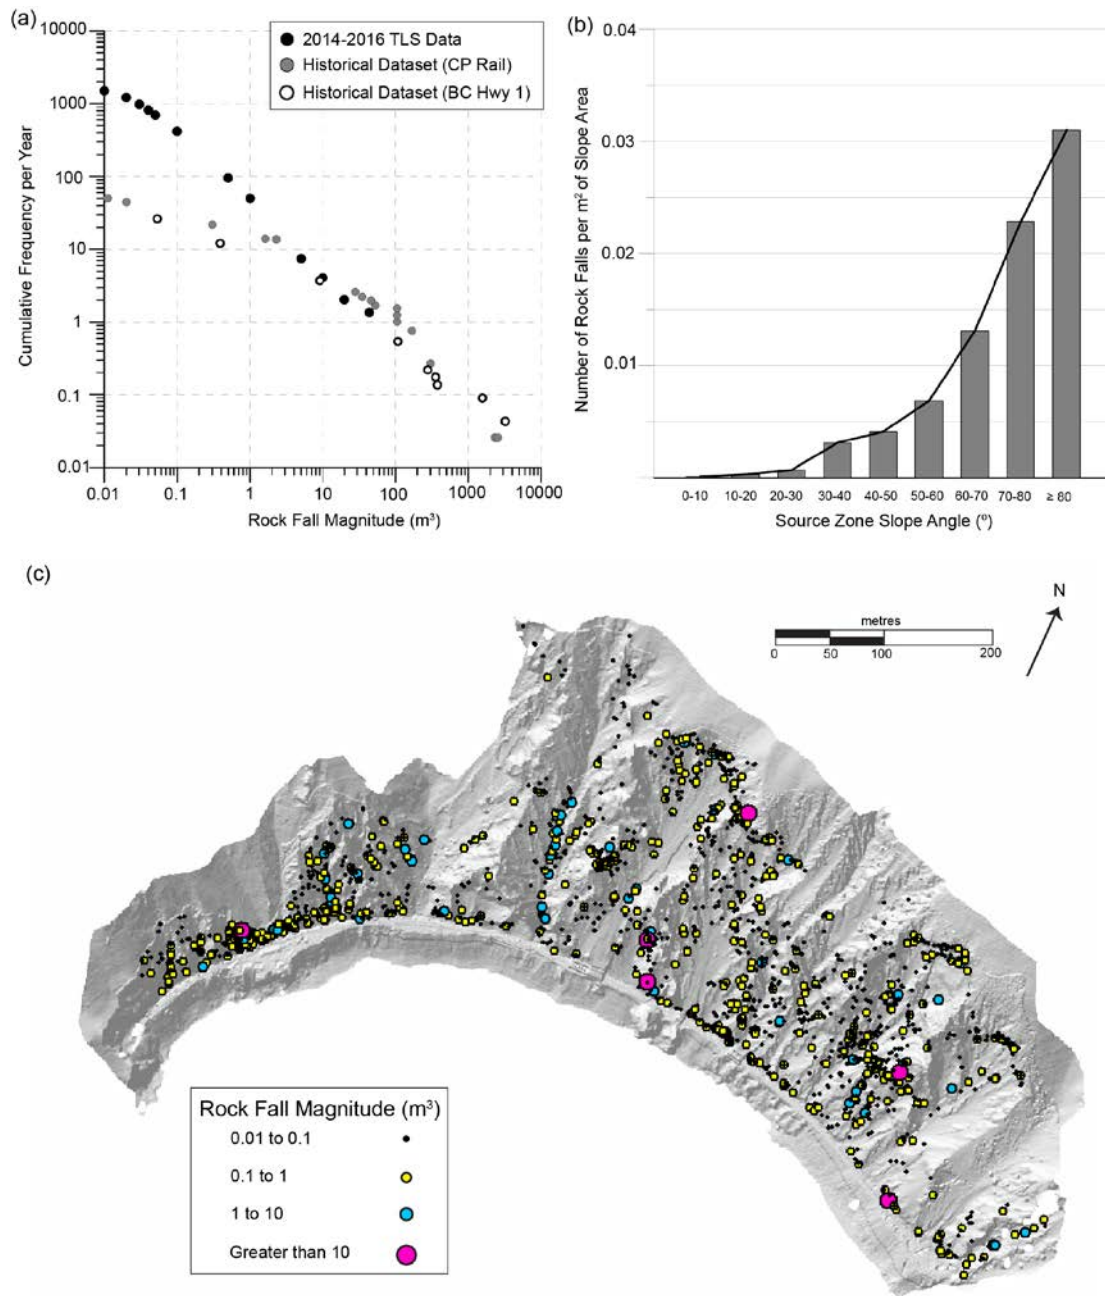 (a)
10000
1000
100
10
1
0.1
0.01
Cumulative Frequency per Year
2014-2016 TLS Data
Historical Dataset (CP Rail)
Historical Dataset (BC Hwy 1)
0.01 0.1 1 10 100 1000 10000
Rock Fall Magnitude (m³)
(b)
0.04
0.03
0.02
0.01
Number of Rock Falls per m² of Slope Area
0-10 10-20 20-30 30-40 40-50 50-60 60-70 70-80 ≥ 80
Source Zone Slope Angle (º)
(c)
N
metres
0 50 100 200
Rock Fall Magnitude (m³)
0.01 to 0.1
0.1 to 1
1 to 10
Greater than 10